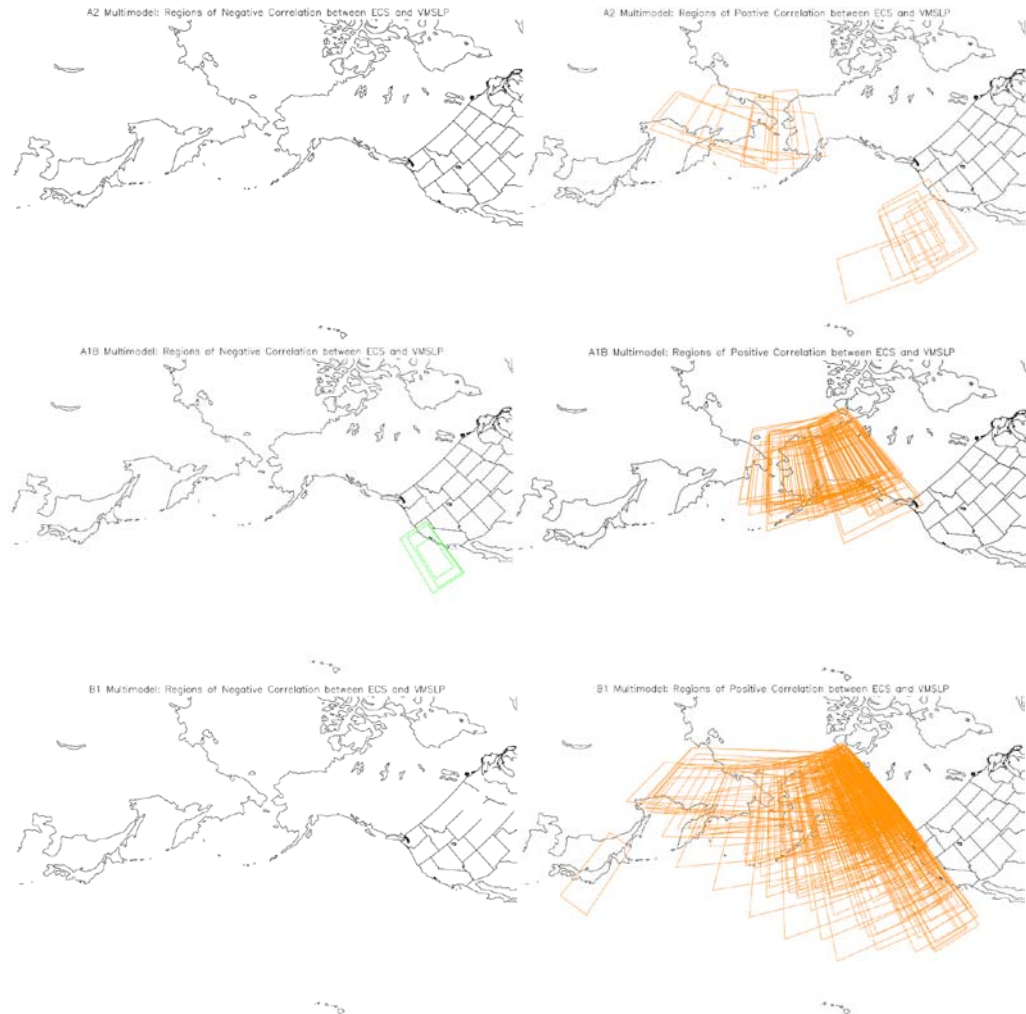 A2 Multimodel: Regions of Negative Correlation between ECS and VMSLP
A2 Multimodel: Regions of Postive Correlation between ECS and VMSLP
A1B Multimodel: Regions of Negative Correlation between ECS and VMSLP
A1B Multimodel: Regions of Positive Correlation between ECS and VMSLP
B1 Multimodel: Regions of Negative Correlation between ECS and VMSLP
B1 Multimodel: Regions of Positive Correlation between ECS and VMSLP